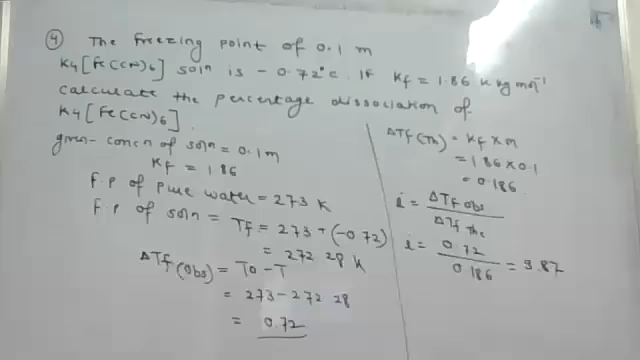 4 The freezing point of 0.1 m
K4[Fe(CN)6] soln is -0.72°C. If Kf = 1.86 K kg mol-1
calculate the percentage dissociation of
K4[Fe(CN)6].
given- concn of soln = 0.1m
Kf = 1.86
f.p of pure water = 273 K
f.p of soln = Tf = 273 + (-0.72)
= 272 28 K
ΔTf(Obs) = To - T
= 273 - 272 28
= 0.72
ΔTf(Th) = Kf x m
= 1.86 x 0.1
= 0.186
i = ΔTf obs / ΔTf The
i = 0.72 / 0.186 = 3.87